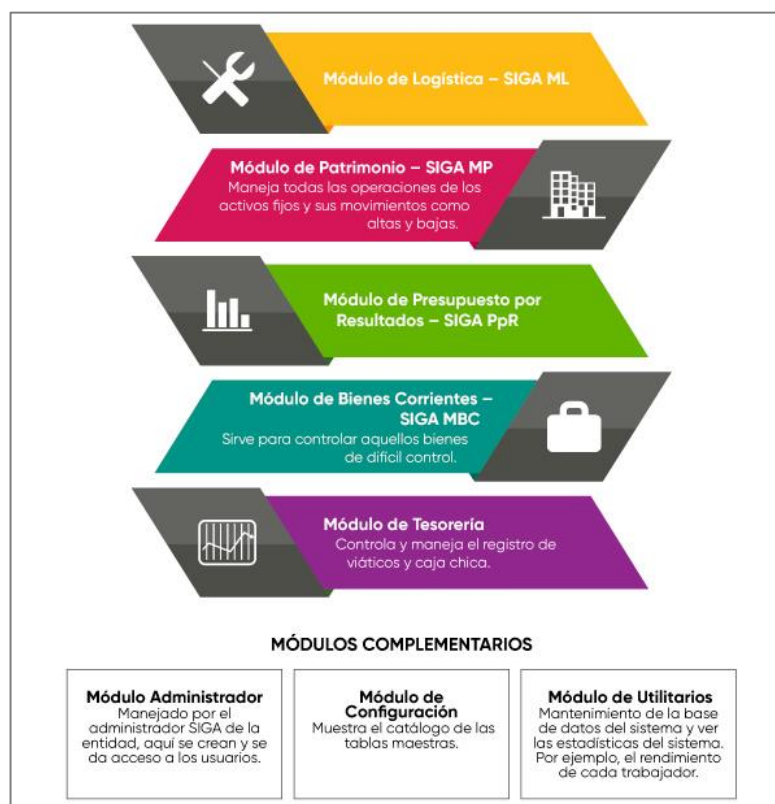 Módulo de Logística – SIGA ML
Módulo de Patrimonio – SIGA MP
Maneja todas las operaciones de los
activos fijos y sus movimientos como
altas y bajas.
Módulo de Presupuesto por
Resultados – SIGA PpR
Módulo de Bienes Corrientes –
SIGA MBC
Sirve para controlar aquellos bienes
de difícil control.
Módulo de Tesorería
Controla y maneja el registro de
viáticos y caja chica.
MÓDULOS COMPLEMENTARIOS
Módulo Administrador
Manejado por el
administrador SIGA de la
entidad, aquí se crean y se
da acceso a los usuarios.
Módulo de
Configuración
Muestra el catálogo de las
tablas maestras.
Módulo de Utilitarios
Mantenimiento de la base
de datos del sistema y ver
las estadísticas del sistema.
Por ejemplo, el rendimiento
de cada trabajador.